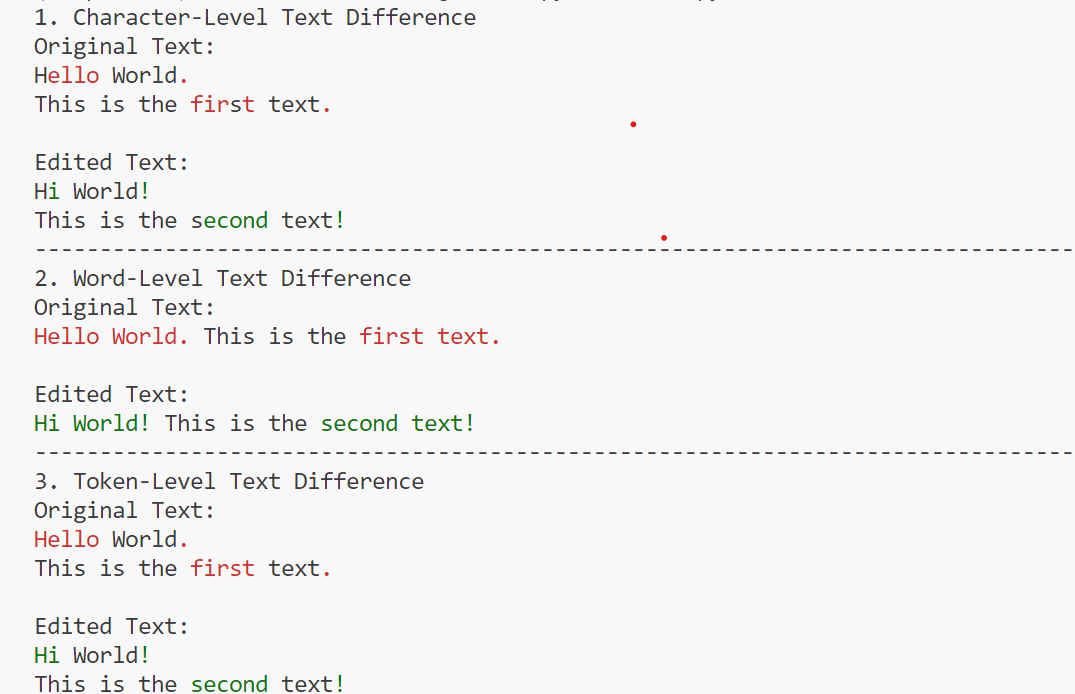 1. Character-Level Text Difference
Original Text:
Hello World.
This is the first text.
Edited Text:
Hi World!
This is the second text!
--------------------------------------------------------------------------------
2. Word-Level Text Difference
Original Text:
Hello World. This is the first text.
Edited Text:
Hi World! This is the second text!
--------------------------------------------------------------------------------
3. Token-Level Text Difference
Original Text:
Hello World.
This is the first text.
Edited Text:
Hi World!
This is the second text!